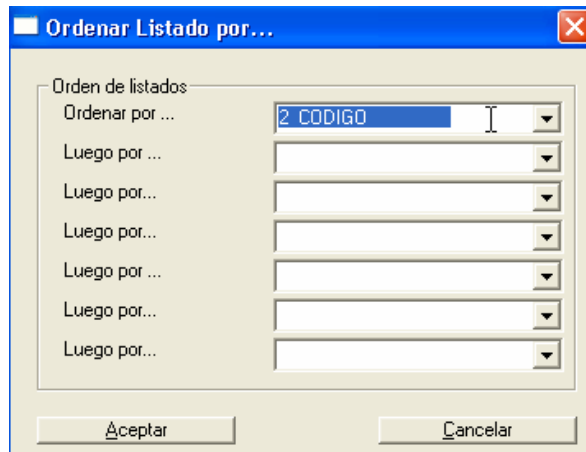 Ordenar Listado por...
Orden de listados
Ordenar por ... 2 CODIGO
Luego por ...
Luego por...
Luego por...
Luego por ...
Luego por...
Luego por...
Aceptar Cancelar